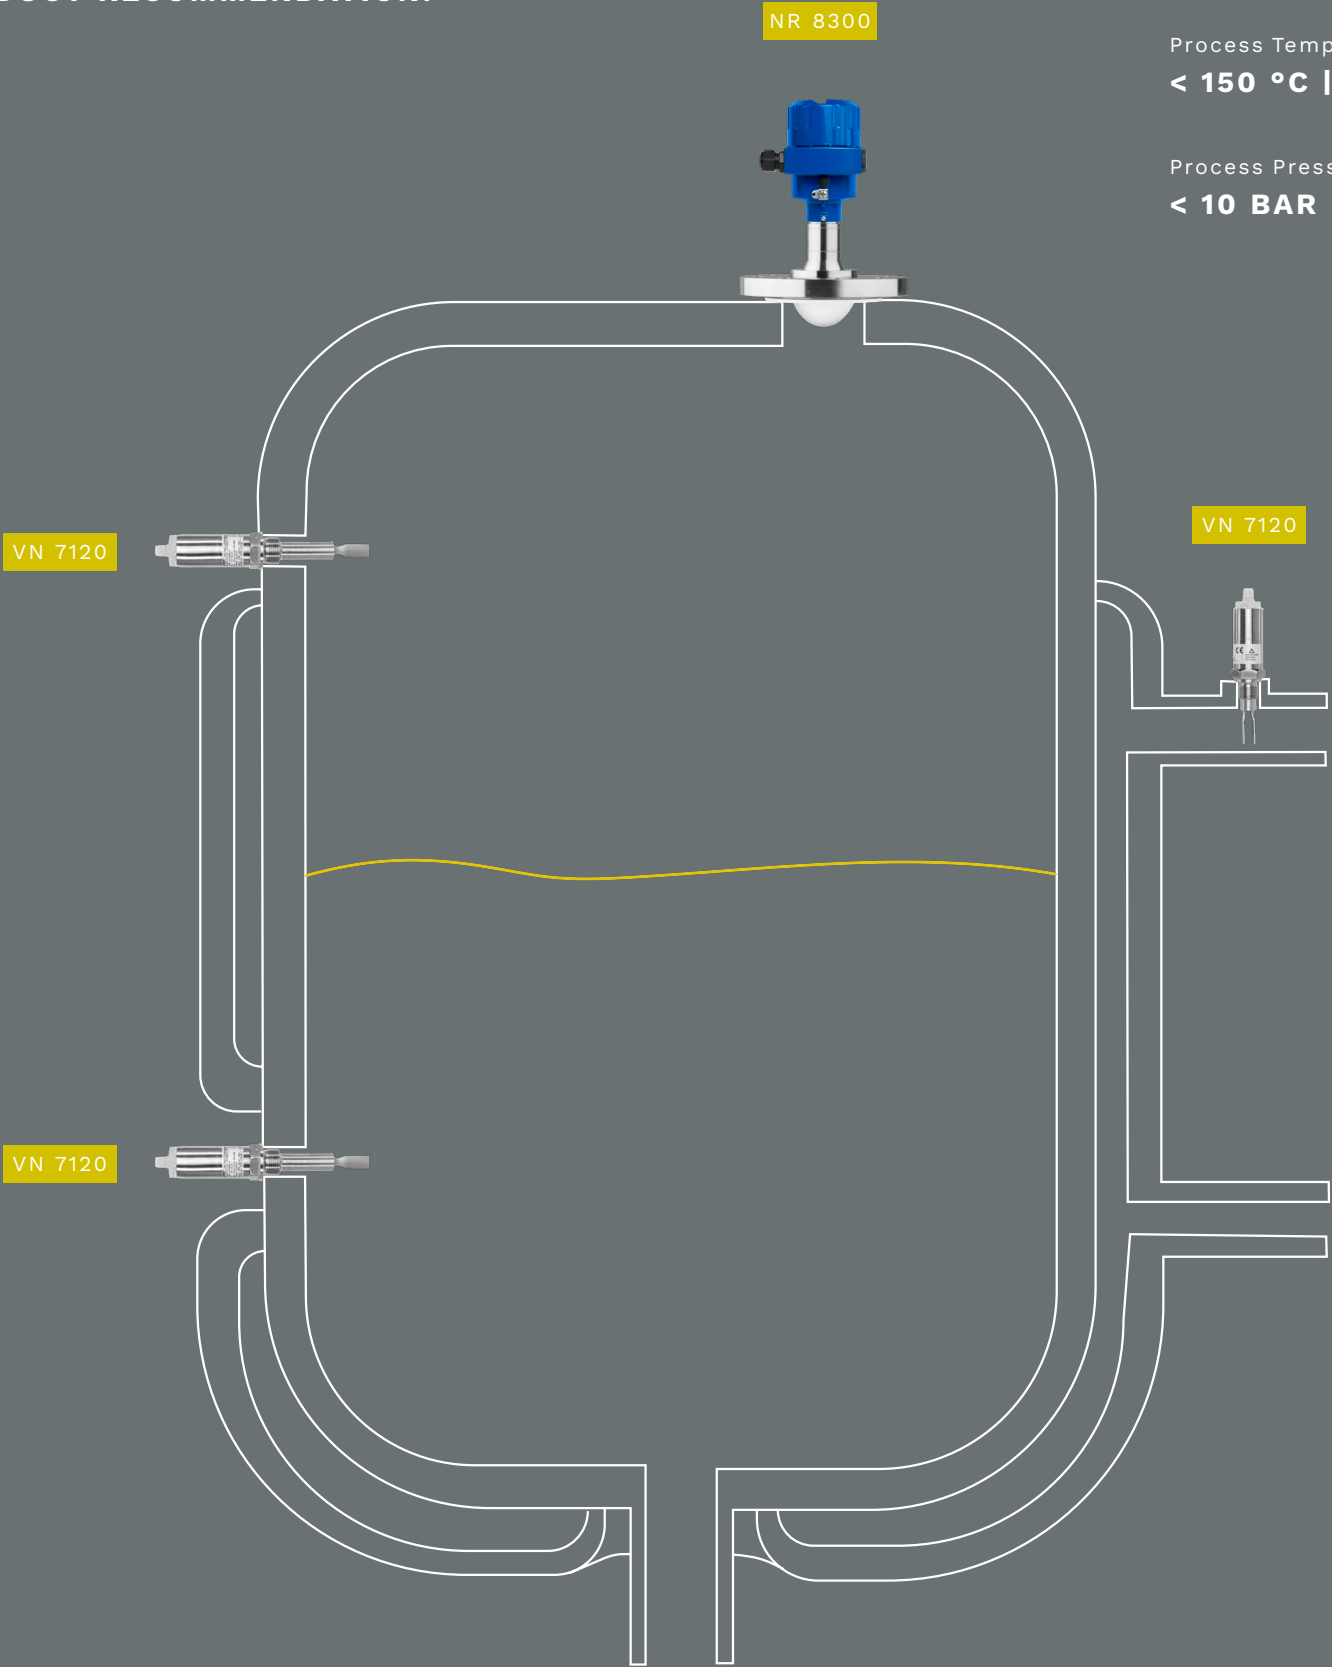 NR 8300
Process Temp
< 150 °C |
Process Press
< 10 BAR
VN 7120
VN 7120
VN 7120